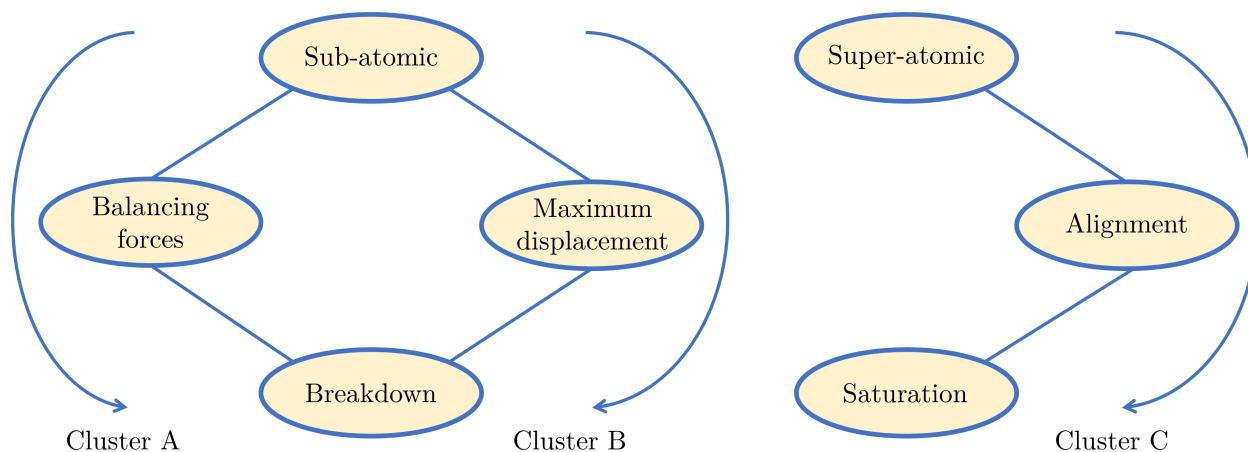 Sub-atomic
Super-atomic
Balancing
forces
Maximum
displacement
Alignment
Breakdown
Saturation
Cluster A
Cluster B
Cluster C